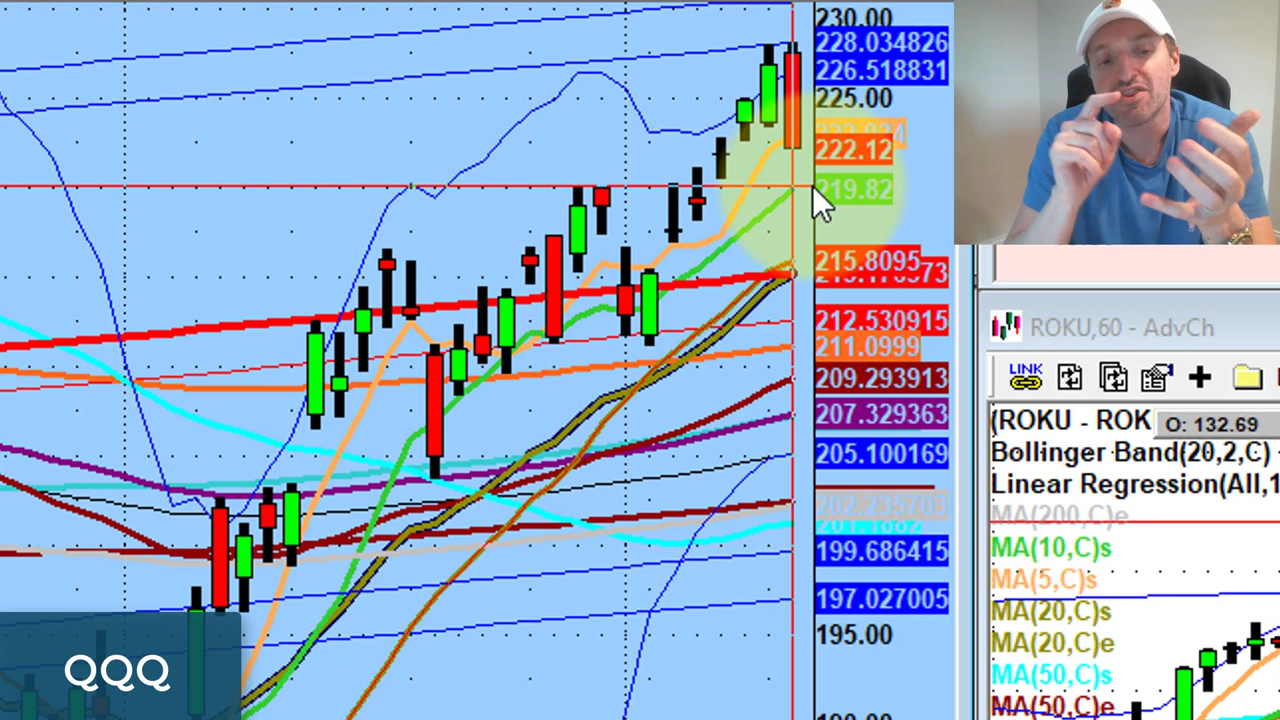 230.00
228.034826
226.518831
225.00
222.12
219.82
215.8095
212.530915
211.0999
209.293913
207.329363
205.100169
202.235703
199.686415
197.027005
195.00
QQQ
ROKU,60 - AdvCh
LINK
(ROKU - ROK
O: 132.69
Bollinger Band(20,2,C) -
Linear Regression(All,1
MA(200,C)e
MA(10,C)s
MA(5,C)s
MA(20,C)s
MA(20,C)e
MA(50,C)s
MA(50,C)e